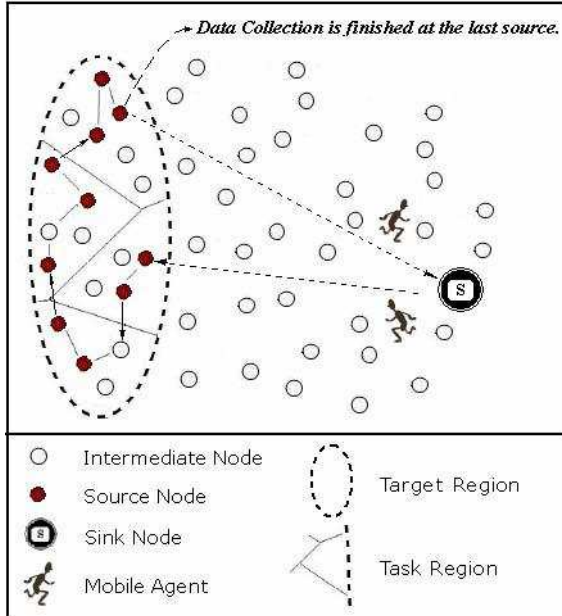 Data Collection is finished at the last source.
S
Intermediate Node
Source Node
S
Sink Node
Mobile Agent
Target Region
Task Region